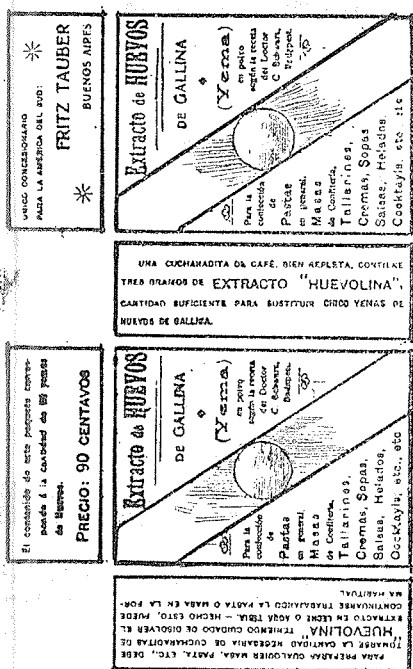 UNICO CONCESIONARIO
PARA LA AMÉRICA DEL SUD:
FRITZ TAUBER
BUENOS AIRES
Extracto de HUEVOS
DE GALLINA
ó
(Yema)
en polvo
según la receta
del Doctor
C.
Budapest.
Para la
confección
de
Pastas
en general,
Masas
de Confitería,
Tallarines,
Cremas, Sopas
Salsas, Helados,
Cocktayls, etc. etc
UNA CUCHARADITA DE CAFÉ, BIEN REPLETA, CONTIENE
TRES GRAMOS DE EXTRACTO "HUEVOLINA",
CANTIDAD SUFICIENTE PARA SUSTITUIR CINCO YEMAS DE
HUEVOS DE GALLINA.
El contenido de este paquete corres-
ponde á la cantidad de yemas
de Huevos.
PRECIO: 90 CENTAVOS
Extracto de HUEVOS
DE GALLINA
ó
(Yema)
en polvo
según la receta
del Doctor
C.
Budapest.
Para la
confección
de
Pastas
en general,
Masas
de Confitería,
Tallarines,
Cremas, Sopas,
Salsas, Helados,
Cocktayls, etc., etc
PARA PREPARAR CUALQUIER MASA, PASTA, ETC., DEBE
TOMARSE LA CANTIDAD NECESARIA DE CUCHARADITAS DE
"HUEVOLINA" TENIENDO CUIDADO DE DISOLVER EL
EXTRACTO EN LECHE O AGUA TIBIA. — HECHO ESTO, PUEDE
CONTINUARSE TRABAJANDO LA PASTA O MASA EN LA FOR-
MA HABITUAL